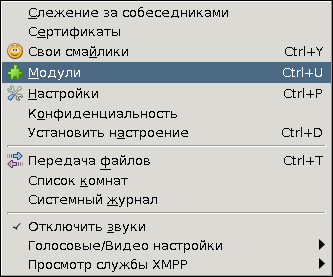 Слежение за собеседниками
Сертификаты
Свои смайлики Ctrl+Y
Модули Ctrl+U
Настройки Ctrl+P
Конфиденциальность
Установить настроение Ctrl+D
Передача файлов Ctrl+T
Список комнат
Системный журнал
✓ Отключить звуки
Голосовые/Видео настройки
Просмотр службы XMPP